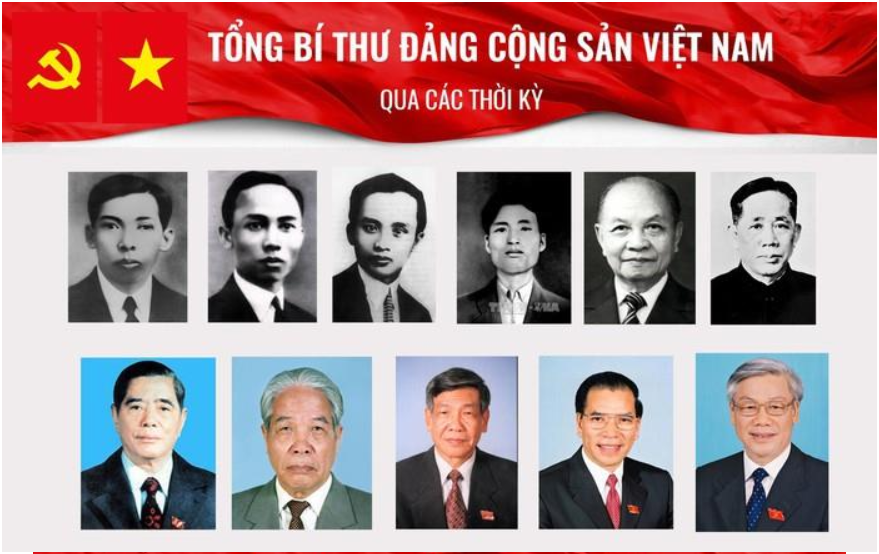 TỔNG BÍ THƯ ĐẢNG CỘNG SẢN VIỆT NAM
QUA CÁC THỜI KỲ